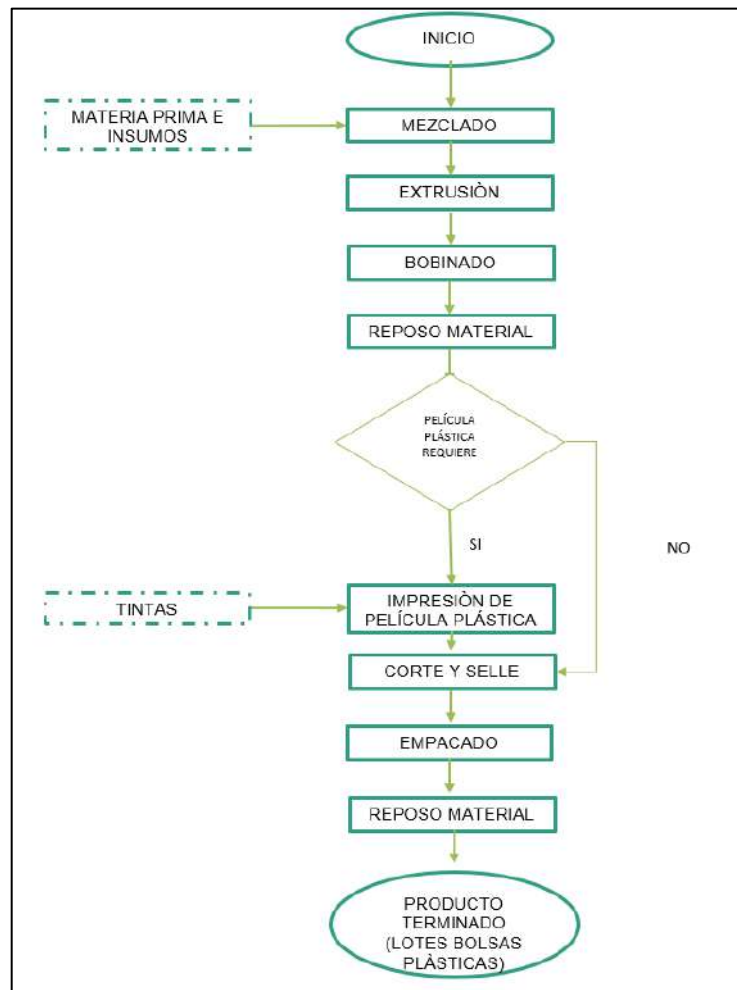 INICIO
MATERIA PRIMA E
INSUMOS
MEZCLADO
EXTRUSIÒN
BOBINADO
REPOSO MATERIAL
PELÍCULA
PLÁSTICA
REQUIERE
SI
NO
TINTAS
IMPRESIÒN DE
PELÍCULA PLÁSTICA
CORTE Y SELLE
EMPACADO
REPOSO MATERIAL
PRODUCTO
TERMINADO
(LOTES BOLSAS
PLÀSTICAS)